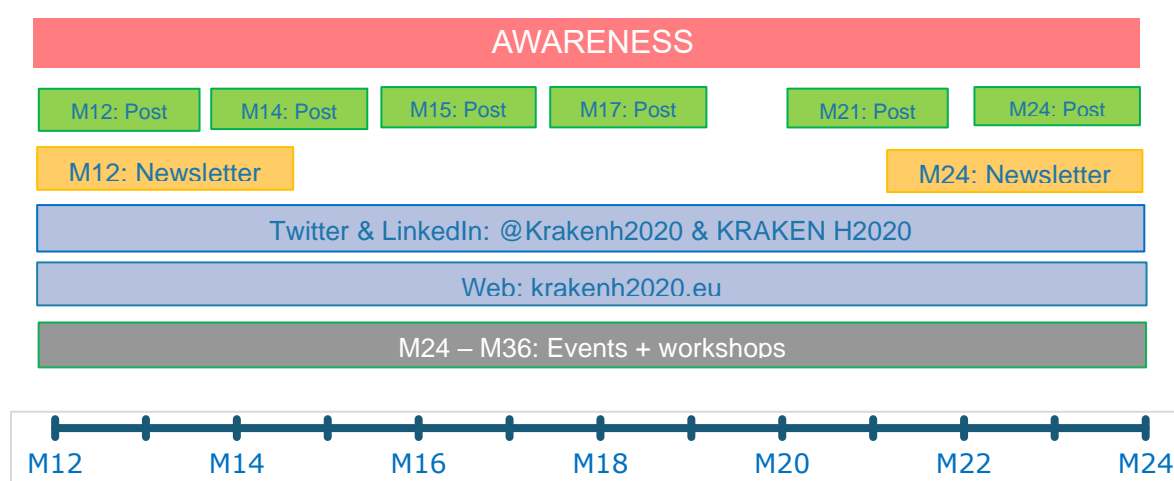 AWARENESS
M12: Post
M14: Post
M15: Post
M17: Post
M21: Post
M24: Post
M12: Newsletter
M24: Newsletter
Twitter & LinkedIn: @Krakenh2020 & KRAKEN H2020
Web: krakenh2020.eu
M24 – M36: Events + workshops
M12
M14
M16
M18
M20
M22
M24